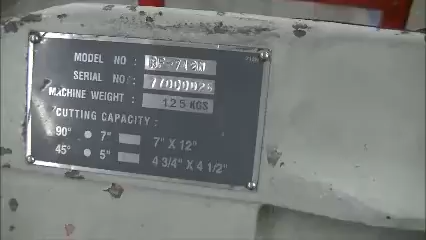 MODEL NO :
SERIAL NO :
MACHINE WEIGHT : 125 KGS
CUTTING CAPACITY :
90° 7" 7" X 12"
45° 5" 4 3/4" X 4 1/2"